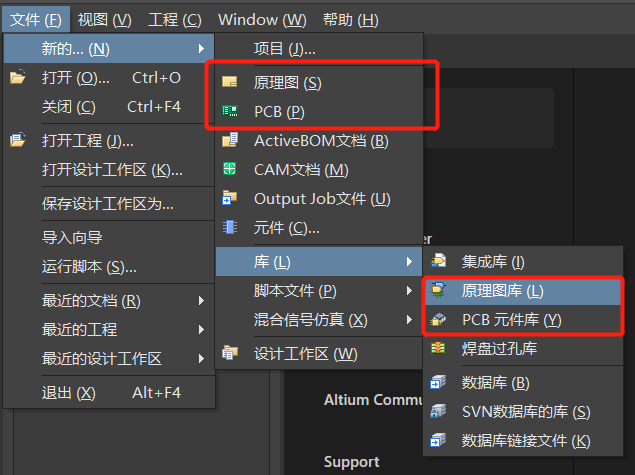 文件 (F) 视图 (V) 工程 (C) Window (W) 帮助 (H)
新的... (N)
打开 (O)... Ctrl+O
关闭 (C) Ctrl+F4
打开工程 (J)...
打开设计工作区 (K)...
保存设计工作区为...
导入向导
运行脚本 (S)...
最近的文档 (R)
最近的工程
最近的设计工作区
退出 (X) Alt+F4
项目 (J)...
原理图 (S)
PCB (P)
ActiveBOM文档 (B)
CAM文档 (M)
Output Job文件 (U)
元件 (C)...
库 (L)
脚本文件 (P)
混合信号仿真 (X)
设计工作区 (W)
集成库 (I)
原理图库 (L)
PCB 元件库 (Y)
焊盘过孔库
数据库 (B)
SVN数据库的库 (S)
数据库链接文件 (K)
Altium
Support